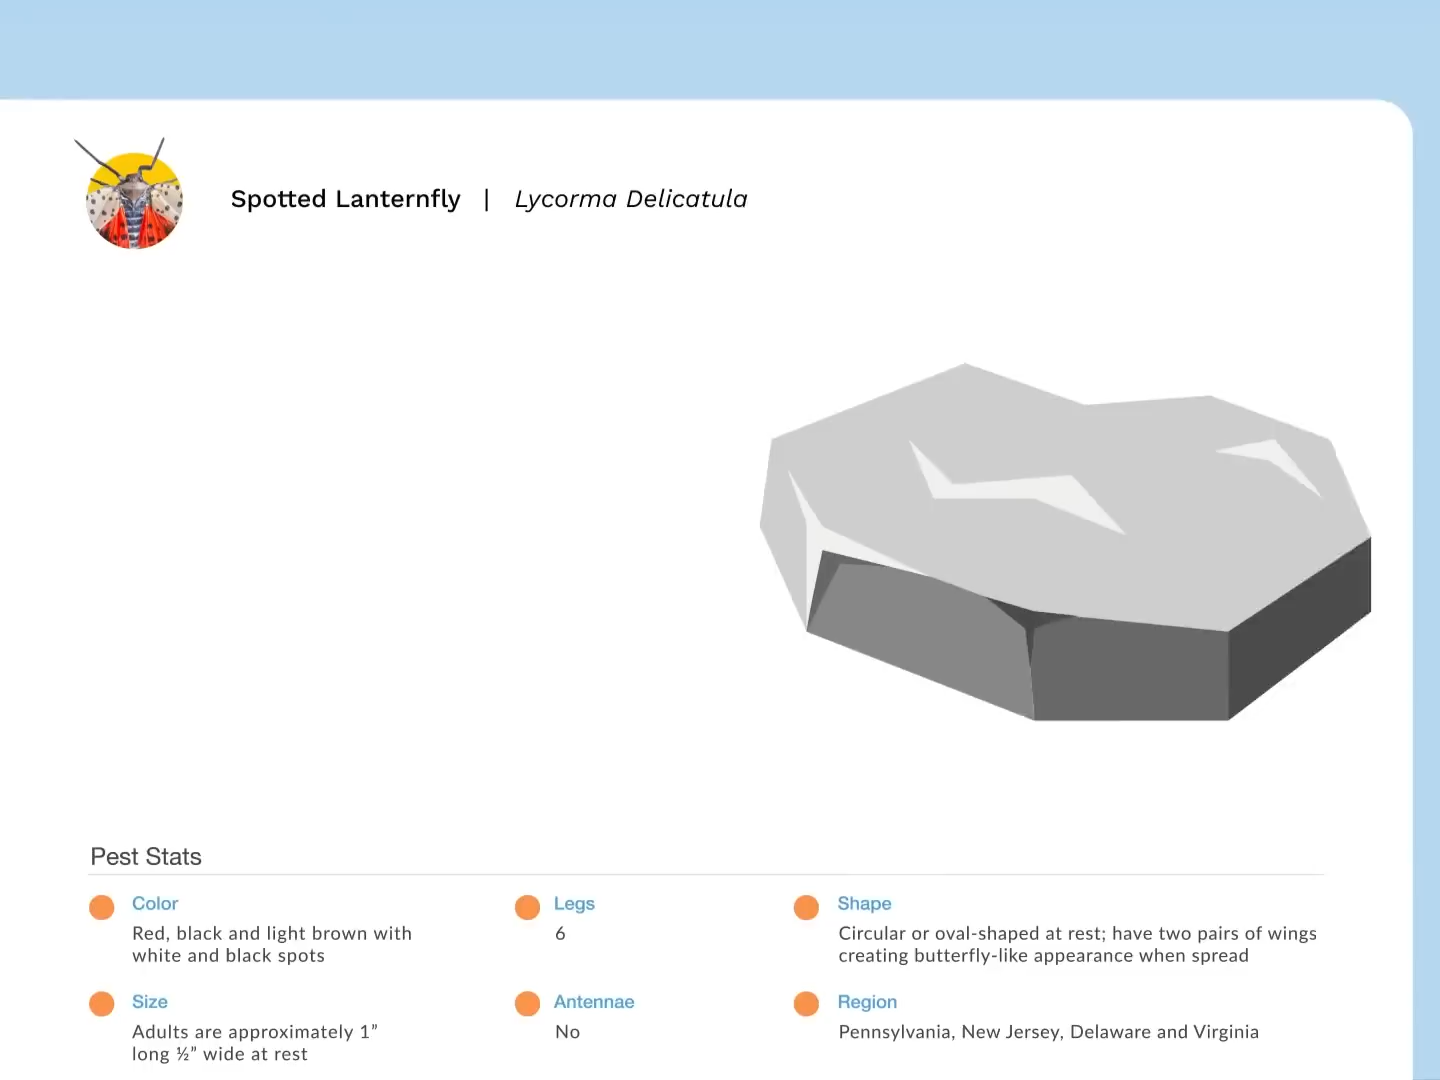 Spotted Lanternfly | Lycorma Delicatula
Pest Stats
Color
Red, black and light brown with
white and black spots
Legs
6
Shape
Circular or oval-shaped at rest; have two pairs of wings
creating butterfly-like appearance when spread
Size
Adults are approximately 1”
long ½” wide at rest
Antennae
No
Region
Pennsylvania, New Jersey, Delaware and Virginia